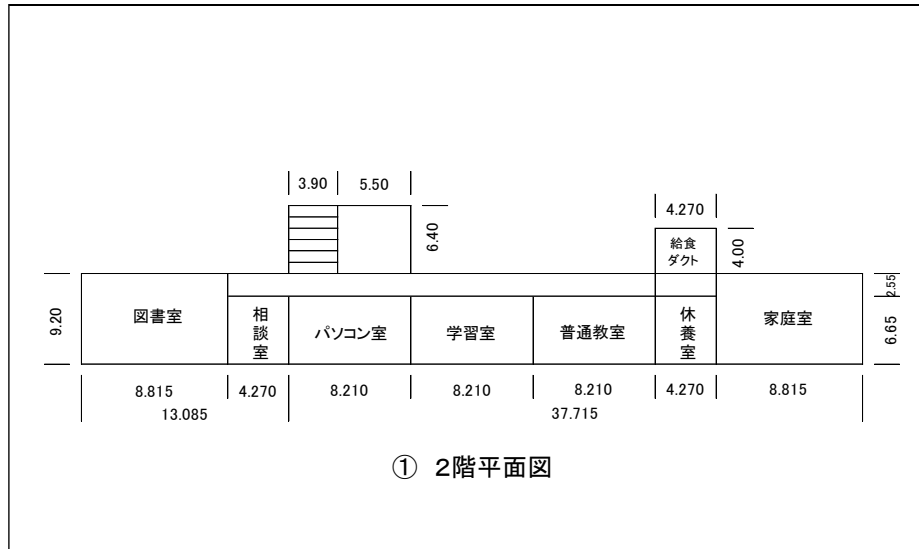 3.90 5.50
4.270
6.40
給食
ダクト
4.00
9.20
図書室
相談室
パソコン室
学習室
普通教室
休養室
家庭室
2.55
6.65
8.815 4.270 8.210 8.210 8.210 4.270 8.815
13.085 37.715
① 2階平面図